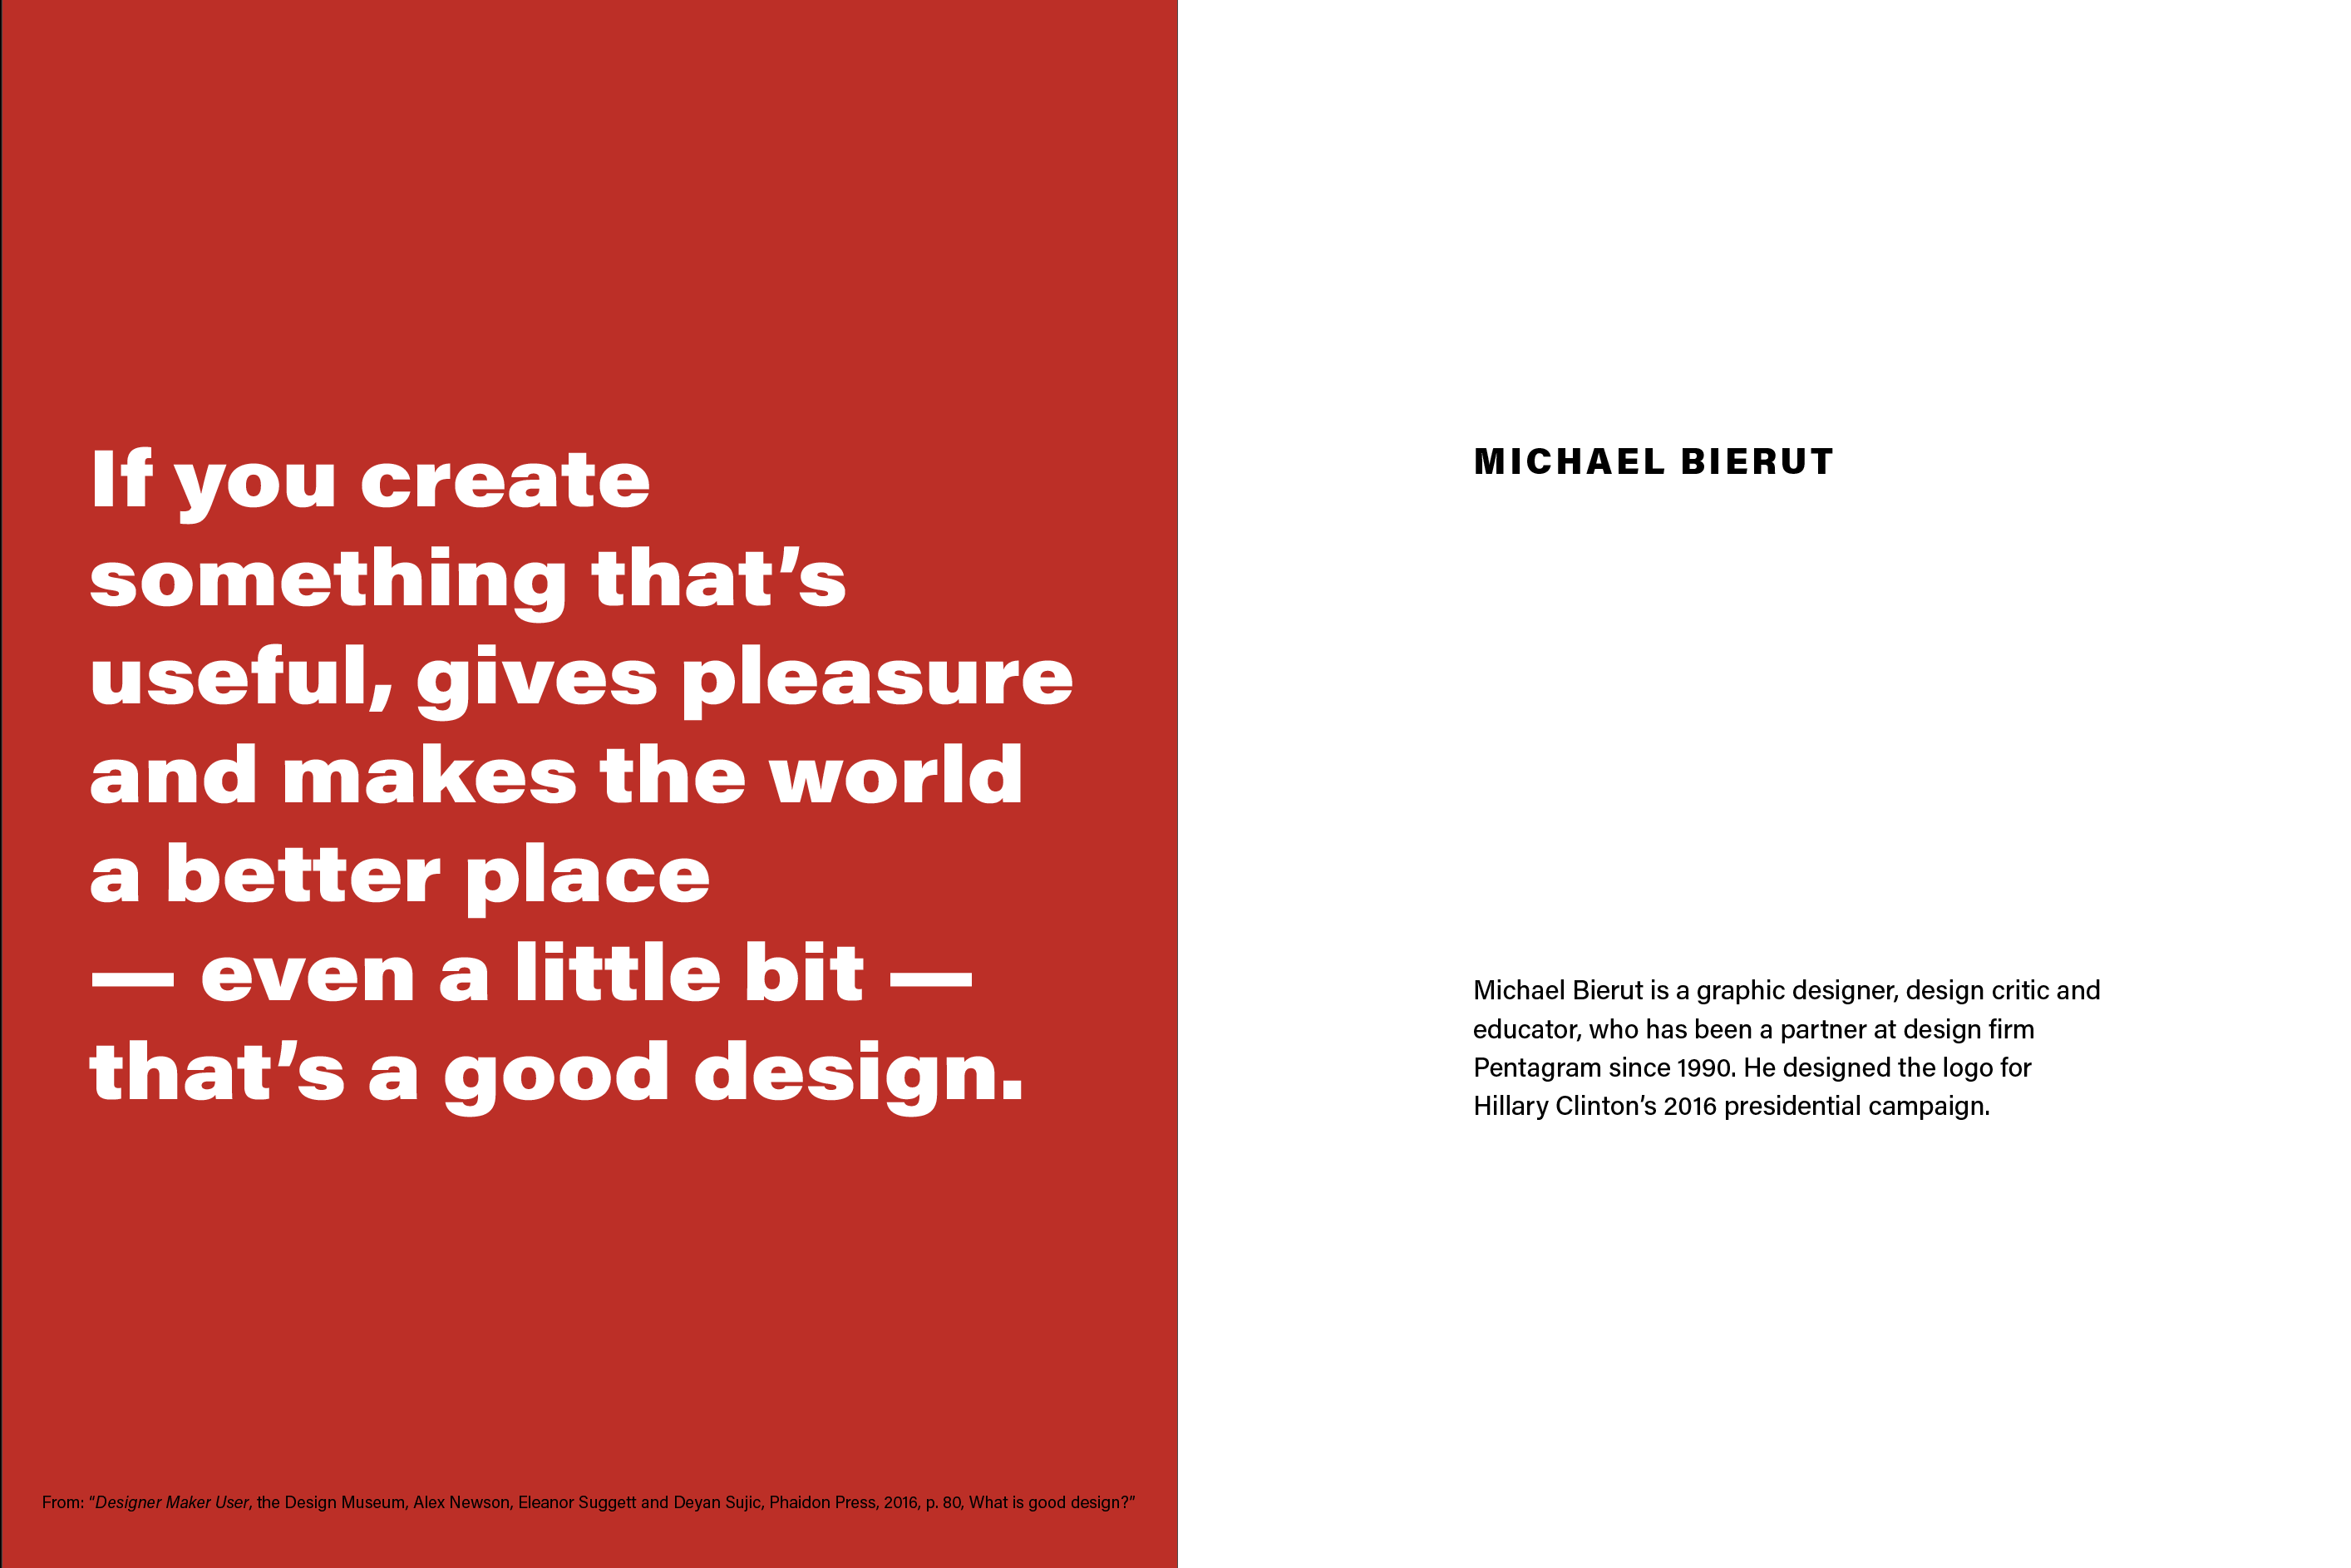 If you create
something that’s
useful, gives pleasure
and makes the world
a better place
— even a little bit —
that’s a good design.
From: "Designer Maker User, the Design Museum, Alex Newson, Eleanor Suggett and Deyan Sujic, Phaidon Press, 2016, p. 80, What is good design?"
MICHAEL BIERUT
Michael Bierut is a graphic designer, design critic and
educator, who has been a partner at design firm
Pentagram since 1990. He designed the logo for
Hillary Clinton’s 2016 presidential campaign.